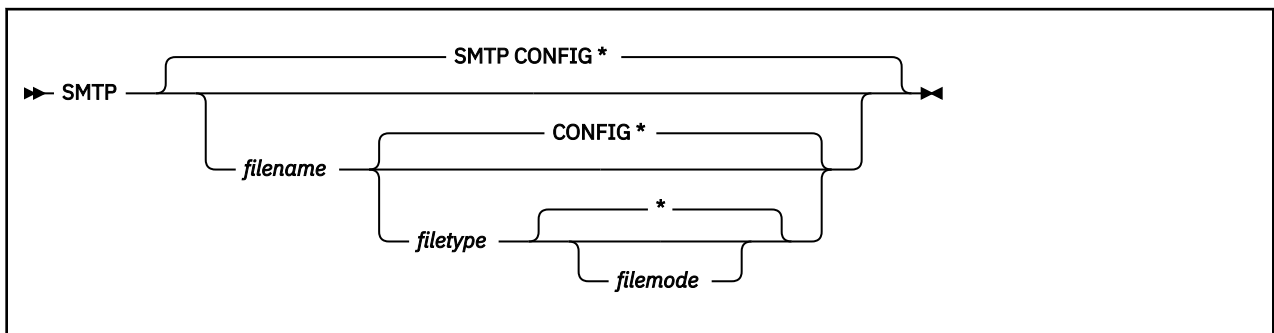 SMTP CONFIG *
SMTP
CONFIG *
filename
*
filetype
filemode